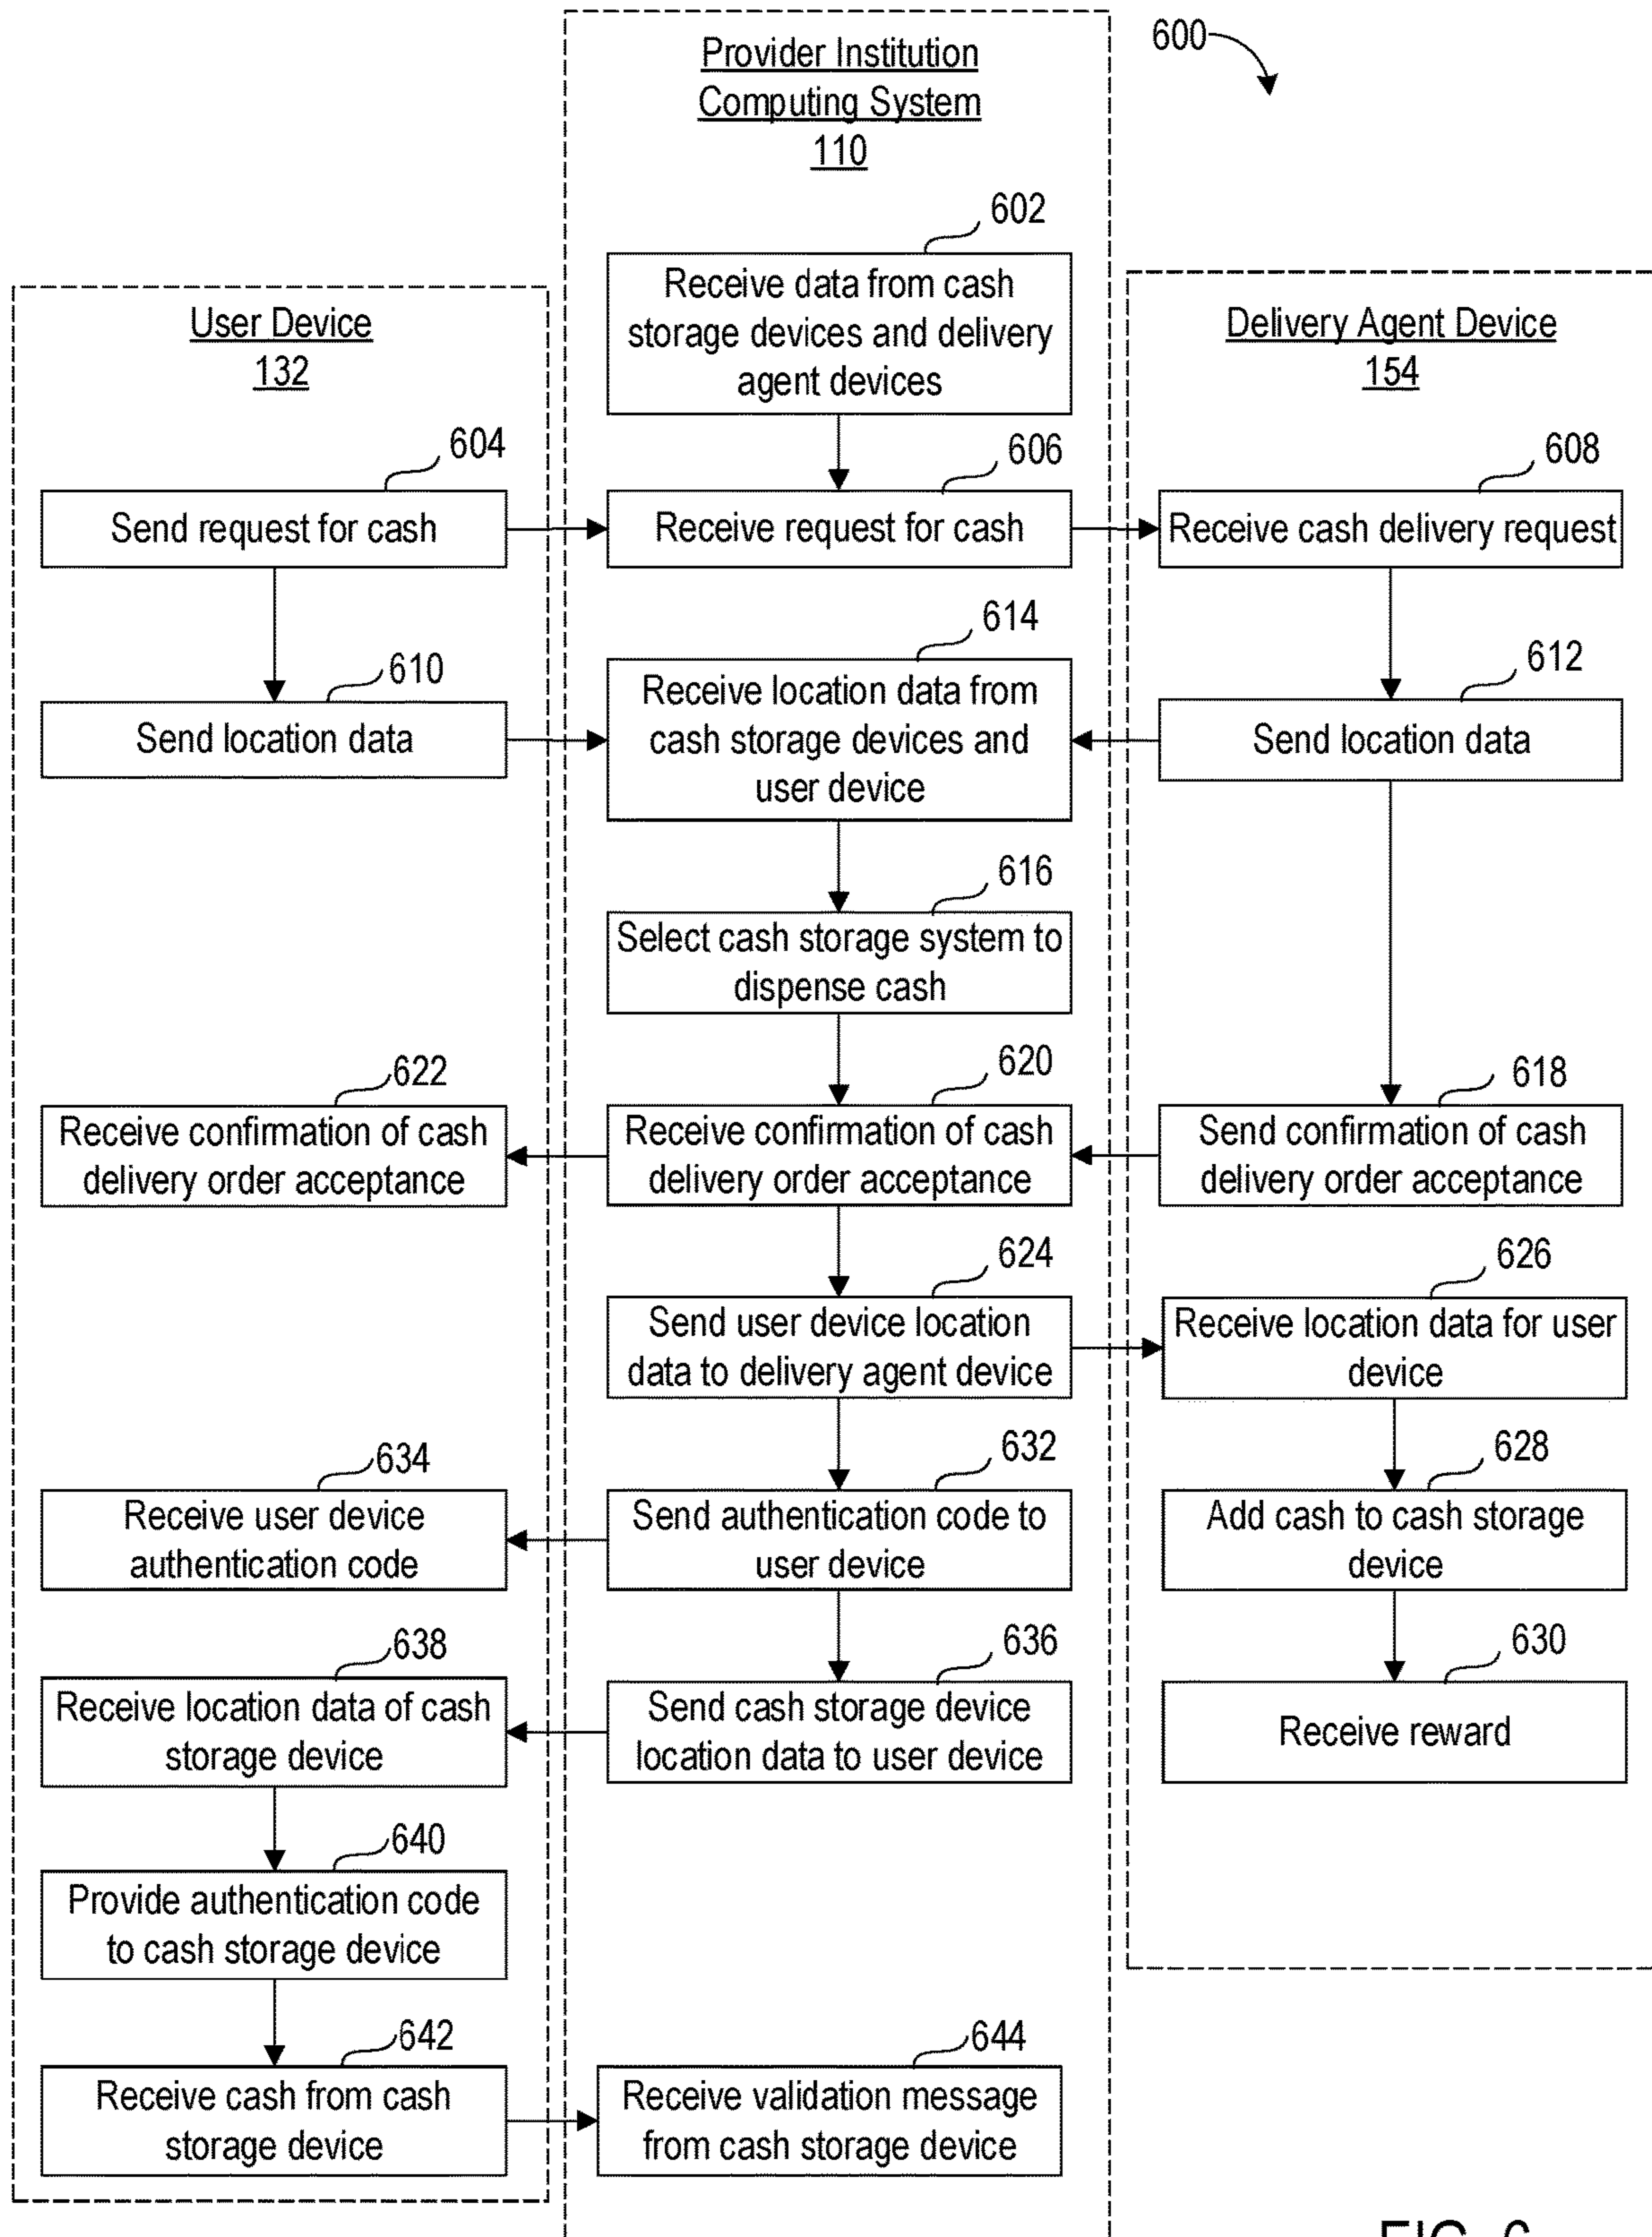 600
Provider Institution
Computing System
110
602
Receive data from cash
storage devices and delivery
agent devices
User Device
132
Delivery Agent Device
154
604
Send request for cash
606
Receive request for cash
608
Receive cash delivery request
610
Send location data
614
Receive location data from
cash storage devices and
user device
612
Send location data
616
Select cash storage system to
dispense cash
622
Receive confirmation of cash
delivery order acceptance
620
Receive confirmation of cash
delivery order acceptance
618
Send confirmation of cash
delivery order acceptance
624
Send user device location
data to delivery agent device
626
Receive location data for user
device
634
Receive user device
authentication code
632
Send authentication code to
user device
628
Add cash to cash storage
device
638
Receive location data of cash
storage device
636
Send cash storage device
location data to user device
630
Receive reward
640
Provide authentication code
to cash storage device
642
Receive cash from cash
storage device
644
Receive validation message
from cash storage device
FIG. 6